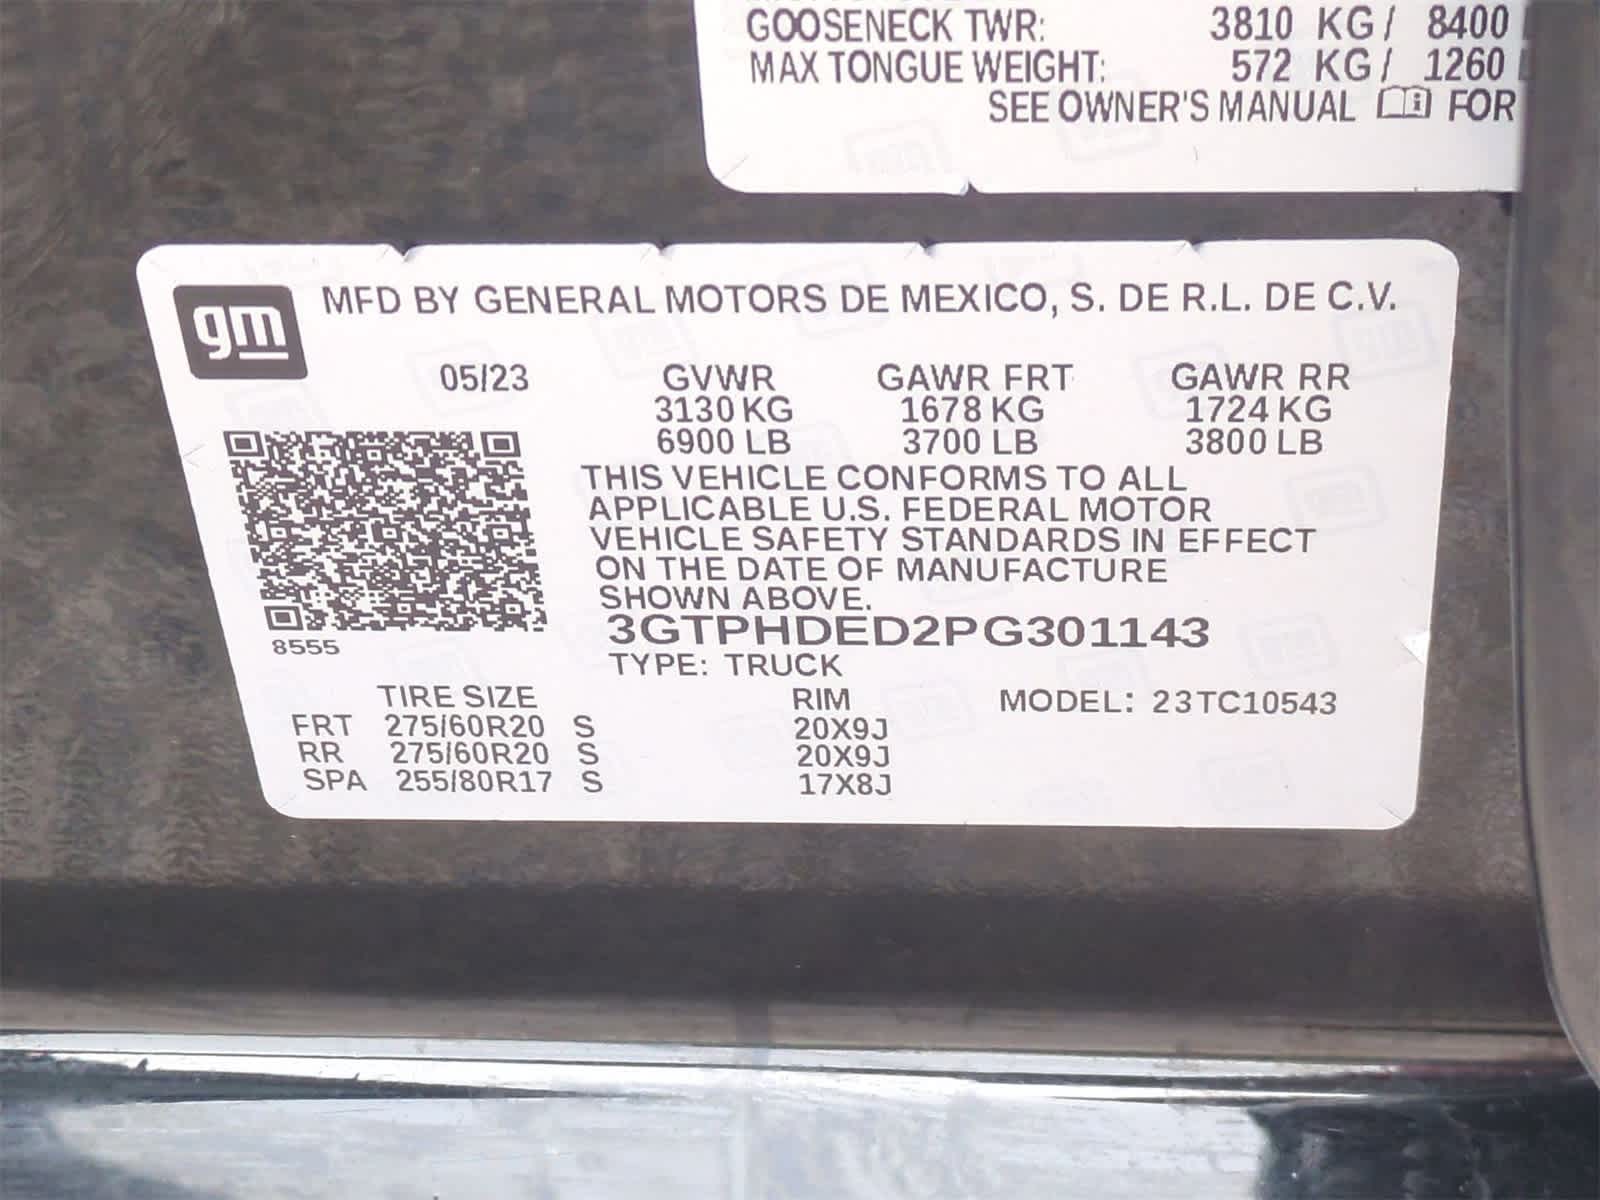 GOOSENECK TWR: 3810 KG/ 8400
MAX TONGUE WEIGHT: 572 KG/ 1260
SEE OWNER'S MANUAL FOR
gm
MFD BY GENERAL MOTORS DE MEXICO, S. DE R.L. DE C.V.
05/23 GVWR GAWR FRT GAWR RR
3130 KG 1678 KG 1724 KG
6900 LB 3700 LB 3800 LB
THIS VEHICLE CONFORMS TO ALL
APPLICABLE U.S. FEDERAL MOTOR
VEHICLE SAFETY STANDARDS IN EFFECT
ON THE DATE OF MANUFACTURE
SHOWN ABOVE.
8555
3GTPHDED2PG301143
TYPE: TRUCK
TIRE SIZE RIM MODEL: 23TC10543
FRT 275/60R20 S 20X9J
RR 275/60R20 S 20X9J
SPA 255/80R17 S 17X8J